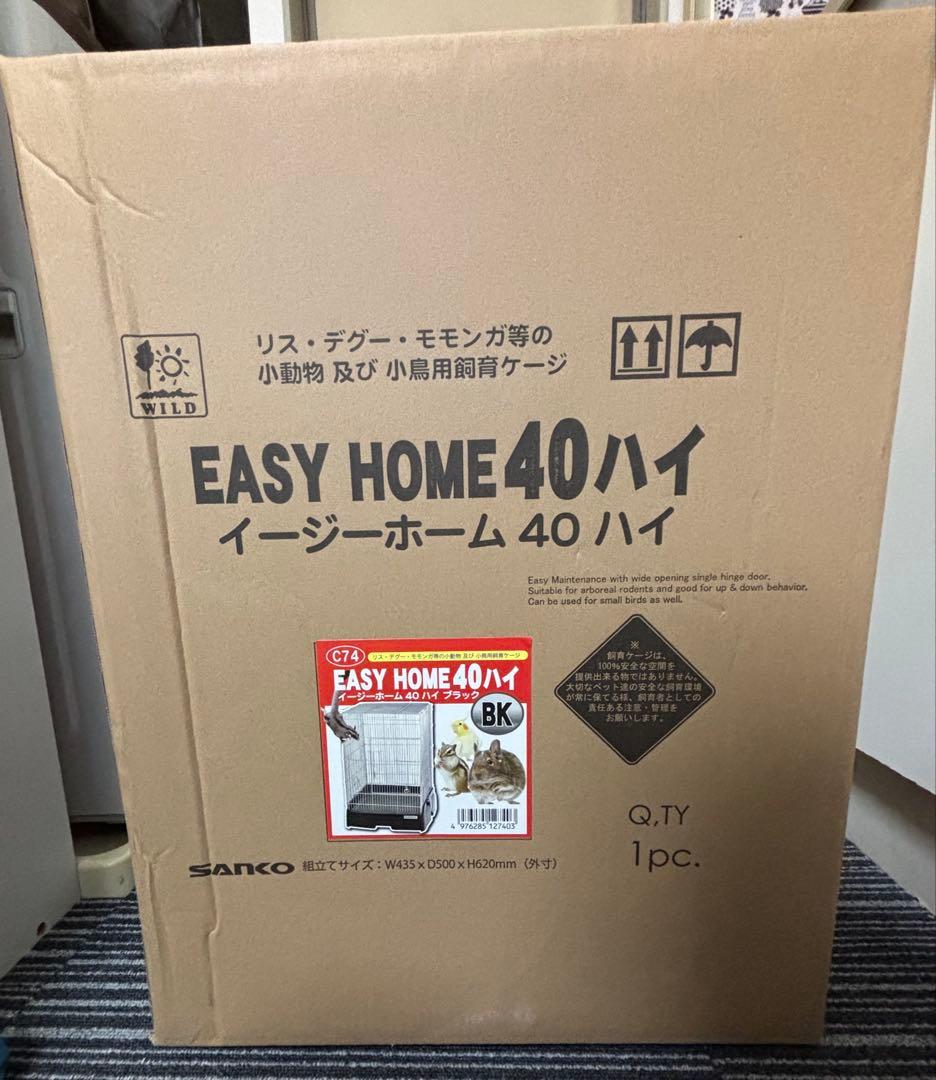 WILD
リス・デグー・モモンガ等の
小動物 及び 小鳥用飼育ケージ
EASY HOME40ハイ
イージーホーム 40 ハイ
Easy Maintenance with wide opening single hinge door.
Suitable for arboreal rodents and good for up & down behavior.
Can be used for small birds as well.
C74
リス・デグー・モモンガ等の小動物 及び 小鳥用飼育ケージ
EASY HOME40ハイ
イージーホーム 40 ハイ ブラック
BK
4 976285 127403
※
飼育ケージは、
100%安全な空間を
提供出来る物ではありません。
大切なペット達の安全な飼育環境
が常に保てる様、飼育者としての
責任ある注意・管理を
お願いします。
Q,TY
1pc.
SANKO 組立てサイズ：W435 x D500 x H620mm（外寸）